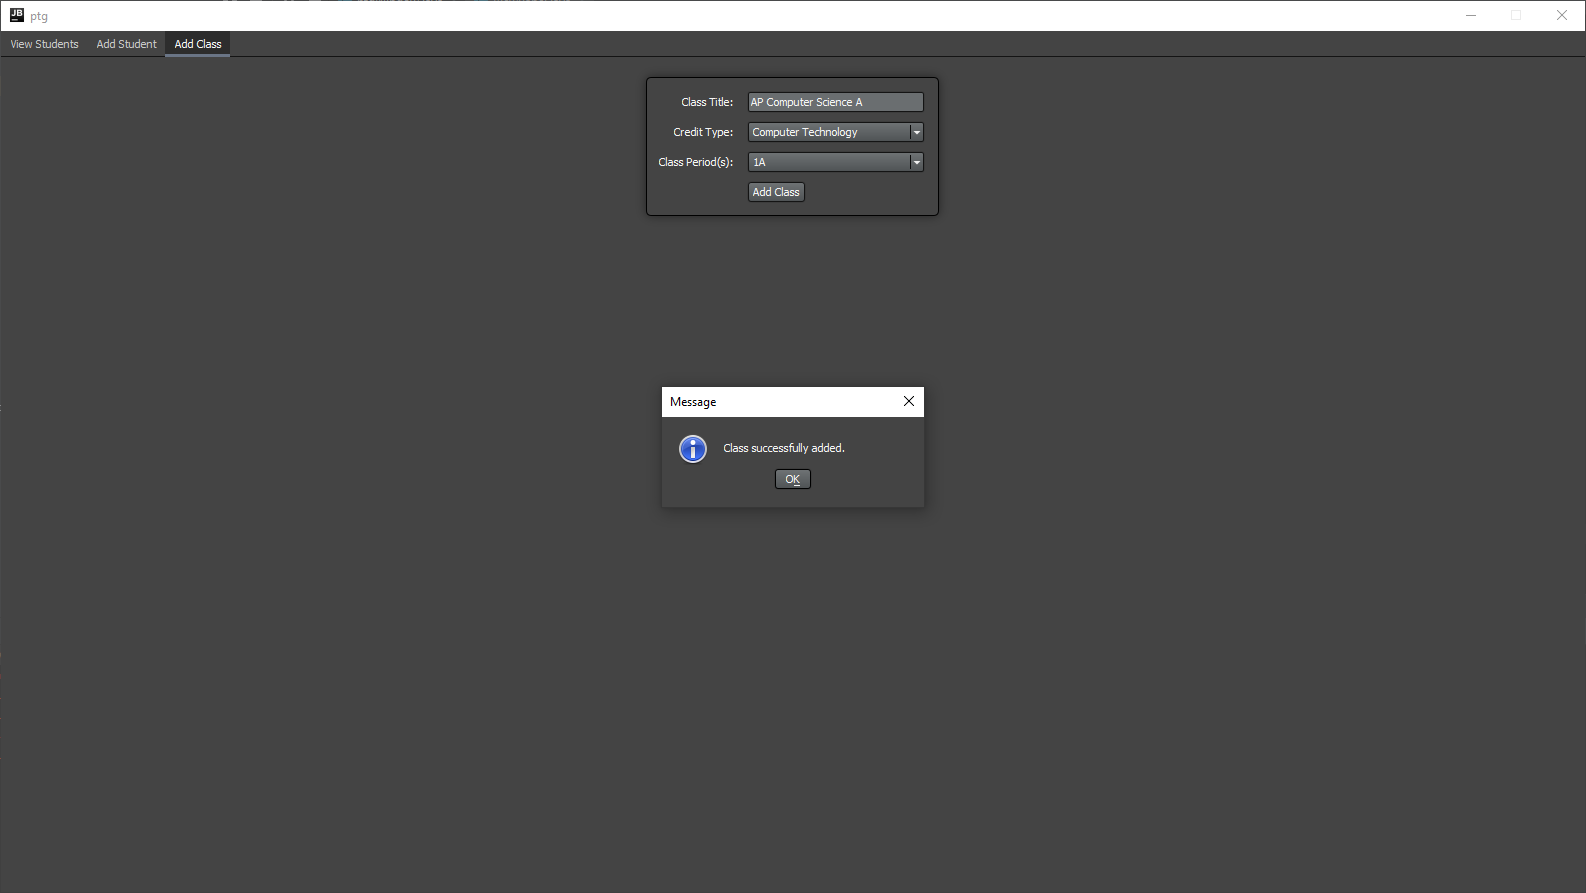 JB ptg
View Students Add Student Add Class
Class Title: AP Computer Science A
Credit Type: Computer Technology
Class Period(s): 1A
Add Class
Message
Class successfully added.
OK